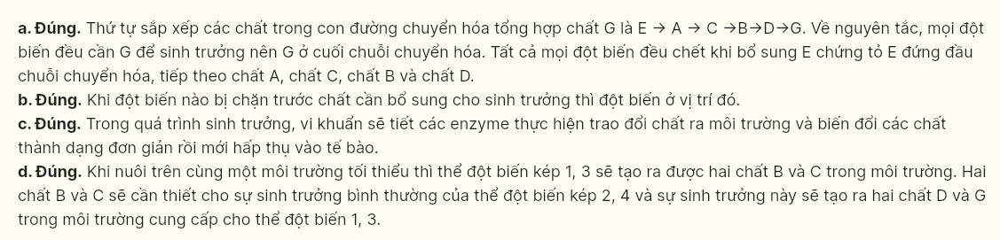 a. Đúng. Thứ tự sắp xếp các chất trong con đường chuyển hóa tổng hợp chất G là E → A → C →B→D→G. Về nguyên tắc, mọi đột
biến đều cần G để sinh trưởng nên G ở cuối chuỗi chuyển hóa. Tất cả mọi đột biến đều chết khi bổ sung E chứng tỏ E đứng đầu
chuỗi chuyển hóa, tiếp theo chất A, chất C, chất B và chất D.
b. Đúng. Khi đột biến nào bị chặn trước chất cần bổ sung cho sinh trưởng thì đột biến ở vị trí đó.
c. Đúng. Trong quá trình sinh trưởng, vi khuẩn sẽ tiết các enzyme thực hiện trao đổi chất ra môi trường và biến đổi các chất
thành dạng đơn giản rồi mới hấp thụ vào tế bào.
d. Đúng. Khi nuôi trên cùng một môi trường tối thiểu thì thể đột biến kép 1, 3 sẽ tạo ra được hai chất B và C trong môi trường. Hai
chất B và C sẽ cần thiết cho sự sinh trưởng bình thường của thể đột biến kép 2, 4 và sự sinh trưởng này sẽ tạo ra hai chất D và G
trong môi trường cung cấp cho thể đột biến 1, 3.